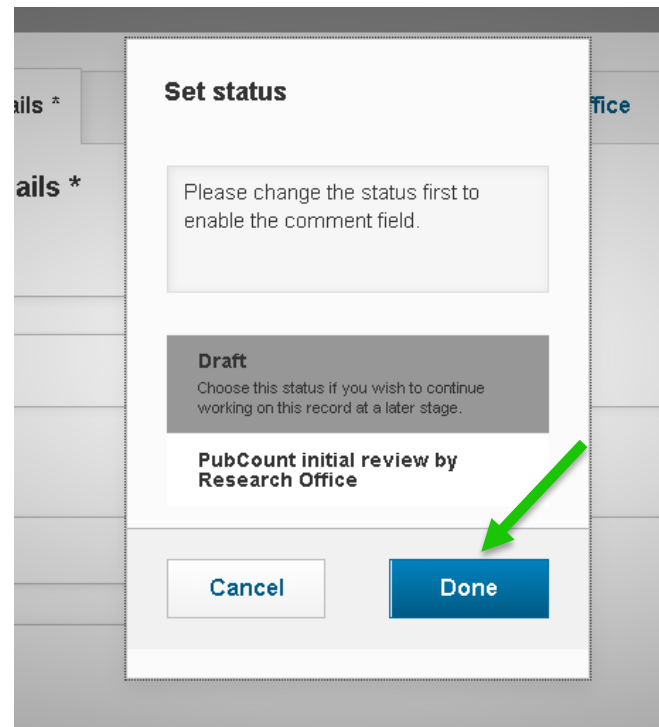 Set status
ails *
ffice
ails *
Please change the status first to
enable the comment field.
Draft
Choose this status if you wish to continue
working on this record at a later stage.
PubCount initial review by
Research Office
Cancel
Done